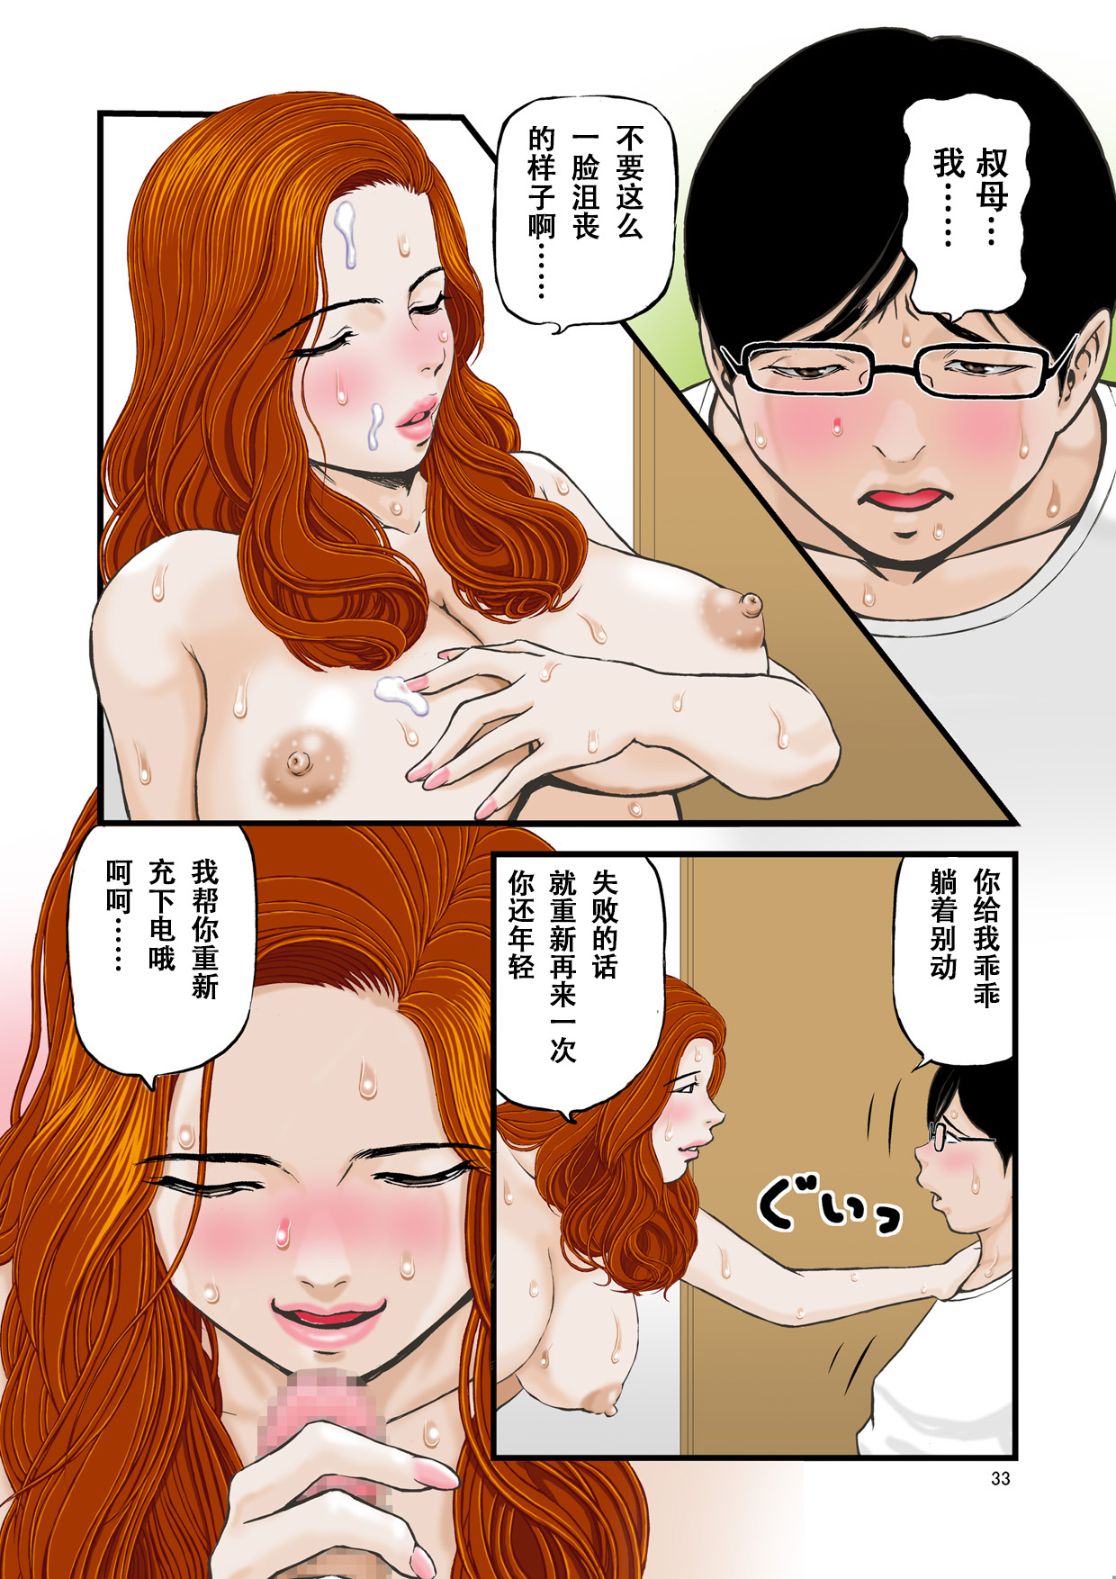 叔母…
我……
不要这么
一脸沮丧
的样子啊……
你给我乖乖
躺着别动
失败的话
就重新再来一次
你还年轻
ぐいっ
我帮你重新
充下电哦
呵呵……
33